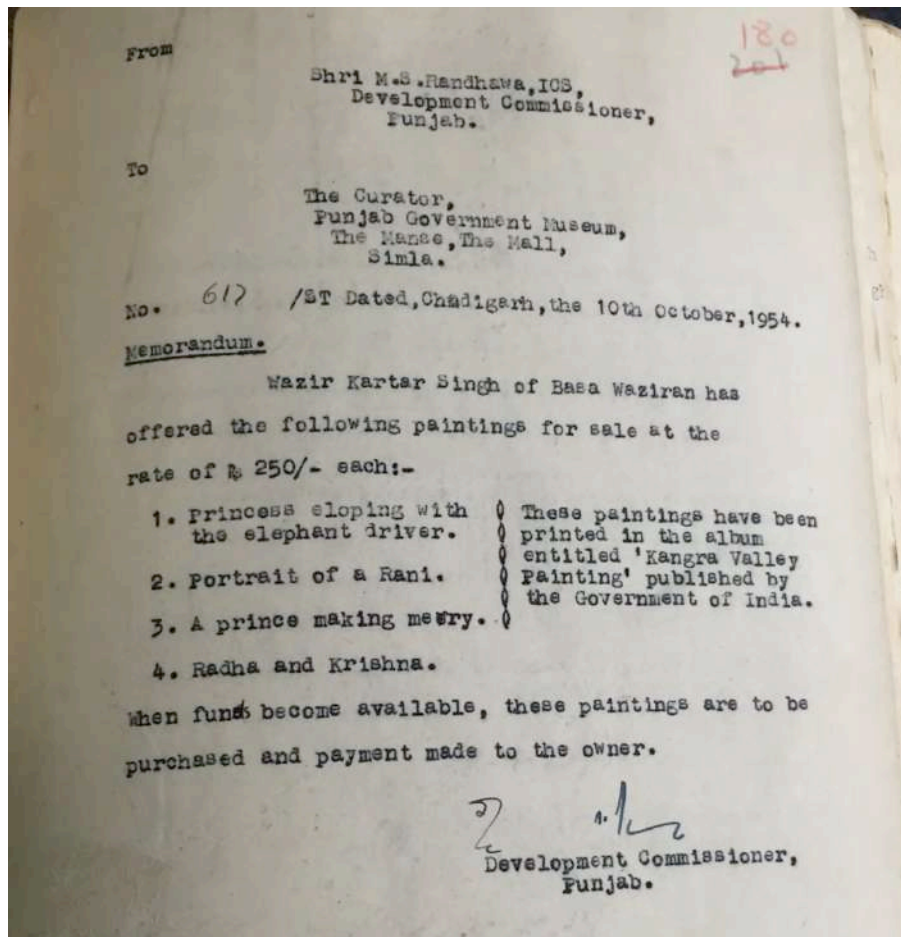 180
201
From
Shri M.S.Randhawa,ICS,
Development Commissioner,
Punjab.
To
The Curator,
Punjab Government Museum,
The Manse,The Mall,
Simla.
No. 617 /ST Dated,Chadigarh,the 10th October,1954.
Memorandum.
Wazir Kartar Singh of Basa Waziran has
offered the following paintings for sale at the
rate of Rs 250/- each:-
1. Princess eloping with
the elephant driver.
2. Portrait of a Rani.
3. A prince making merry.
These paintings have been
printed in the album
entitled 'Kangra Valley
Painting' published by
the Government of India.
4. Radha and Krishna.
When funds become available, these paintings are to be
purchased and payment made to the owner.
Development Commissioner,
Punjab.